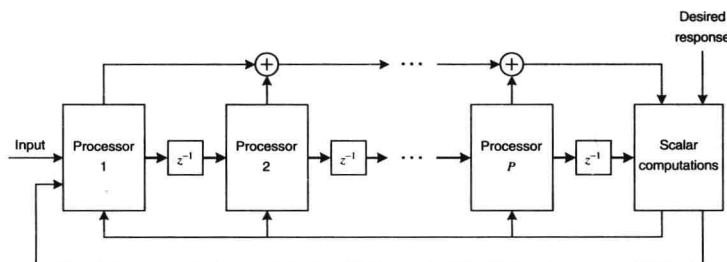 Desired
response
+
...
+
Input
Processor
1
z⁻¹
Processor
2
z⁻¹
...
Processor
P
z⁻¹
Scalar
computations